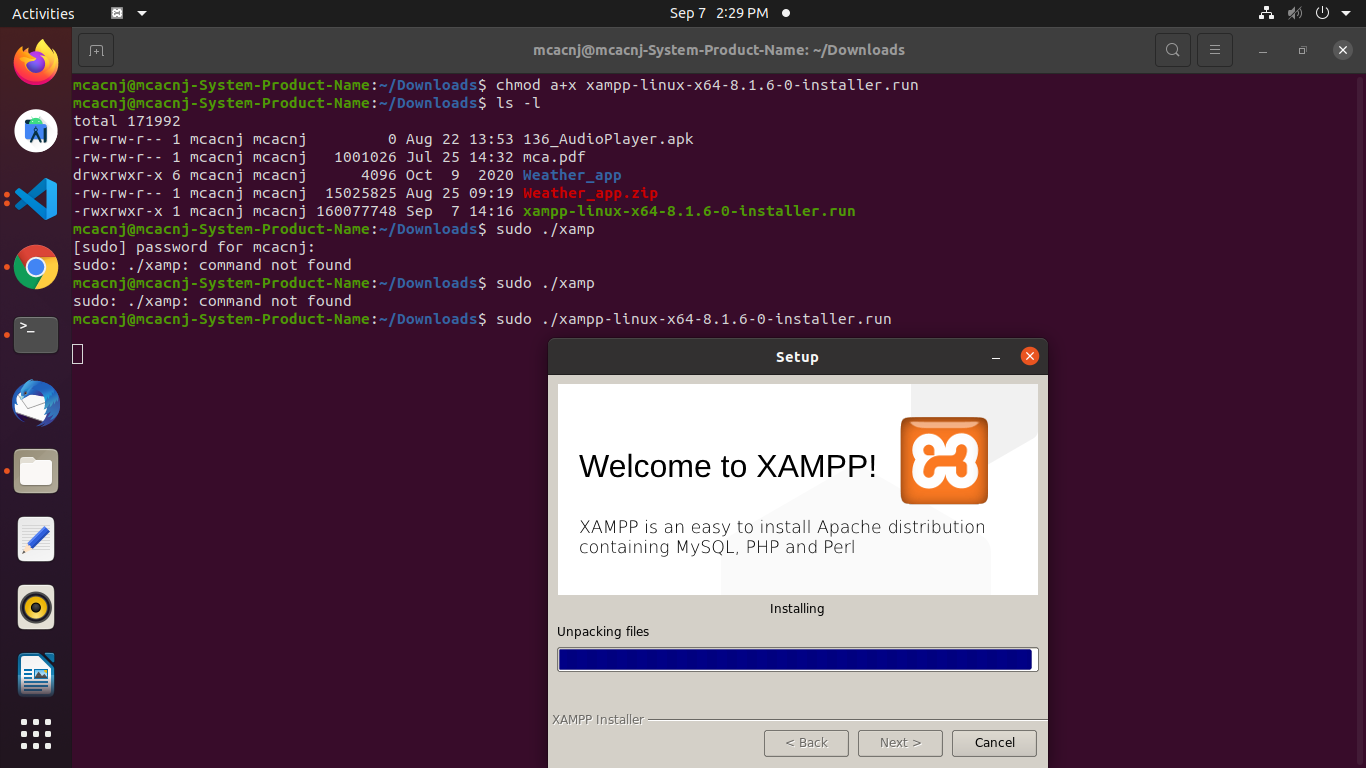 Activities
Sep 7 2:29 PM
mcacnj@mcacnj-System-Product-Name: ~/Downloads
mcacnj@mcacnj-System-Product-Name:~/Downloads$ chmod a+x xampp-linux-x64-8.1.6-0-installer.run
mcacnj@mcacnj-System-Product-Name:~/Downloads$ ls -l
total 171992
-rw-rw-r-- 1 mcacnj mcacnj         0 Aug 22 13:53 136_AudioPlayer.apk
-rw-rw-r-- 1 mcacnj mcacnj   1001026 Jul 25 14:32 mca.pdf
drwxrwxr-x 6 mcacnj mcacnj      4096 Oct  9  2020 Weather_app
-rw-rw-r-- 1 mcacnj mcacnj  15025825 Aug 25 09:19 Weather_app.zip
-rwxrwxr-x 1 mcacnj mcacnj 160077748 Sep  7 14:16 xampp-linux-x64-8.1.6-0-installer.run
mcacnj@mcacnj-System-Product-Name:~/Downloads$ sudo ./xamp
[sudo] password for mcacnj:
sudo: ./xamp: command not found
mcacnj@mcacnj-System-Product-Name:~/Downloads$ sudo ./xamp
sudo: ./xamp: command not found
mcacnj@mcacnj-System-Product-Name:~/Downloads$ sudo ./xampp-linux-x64-8.1.6-0-installer.run
Setup
Welcome to XAMPP!
XAMPP is an easy to install Apache distribution
containing MySQL, PHP and Perl
Installing
Unpacking files
XAMPP Installer
< Back
Next >
Cancel